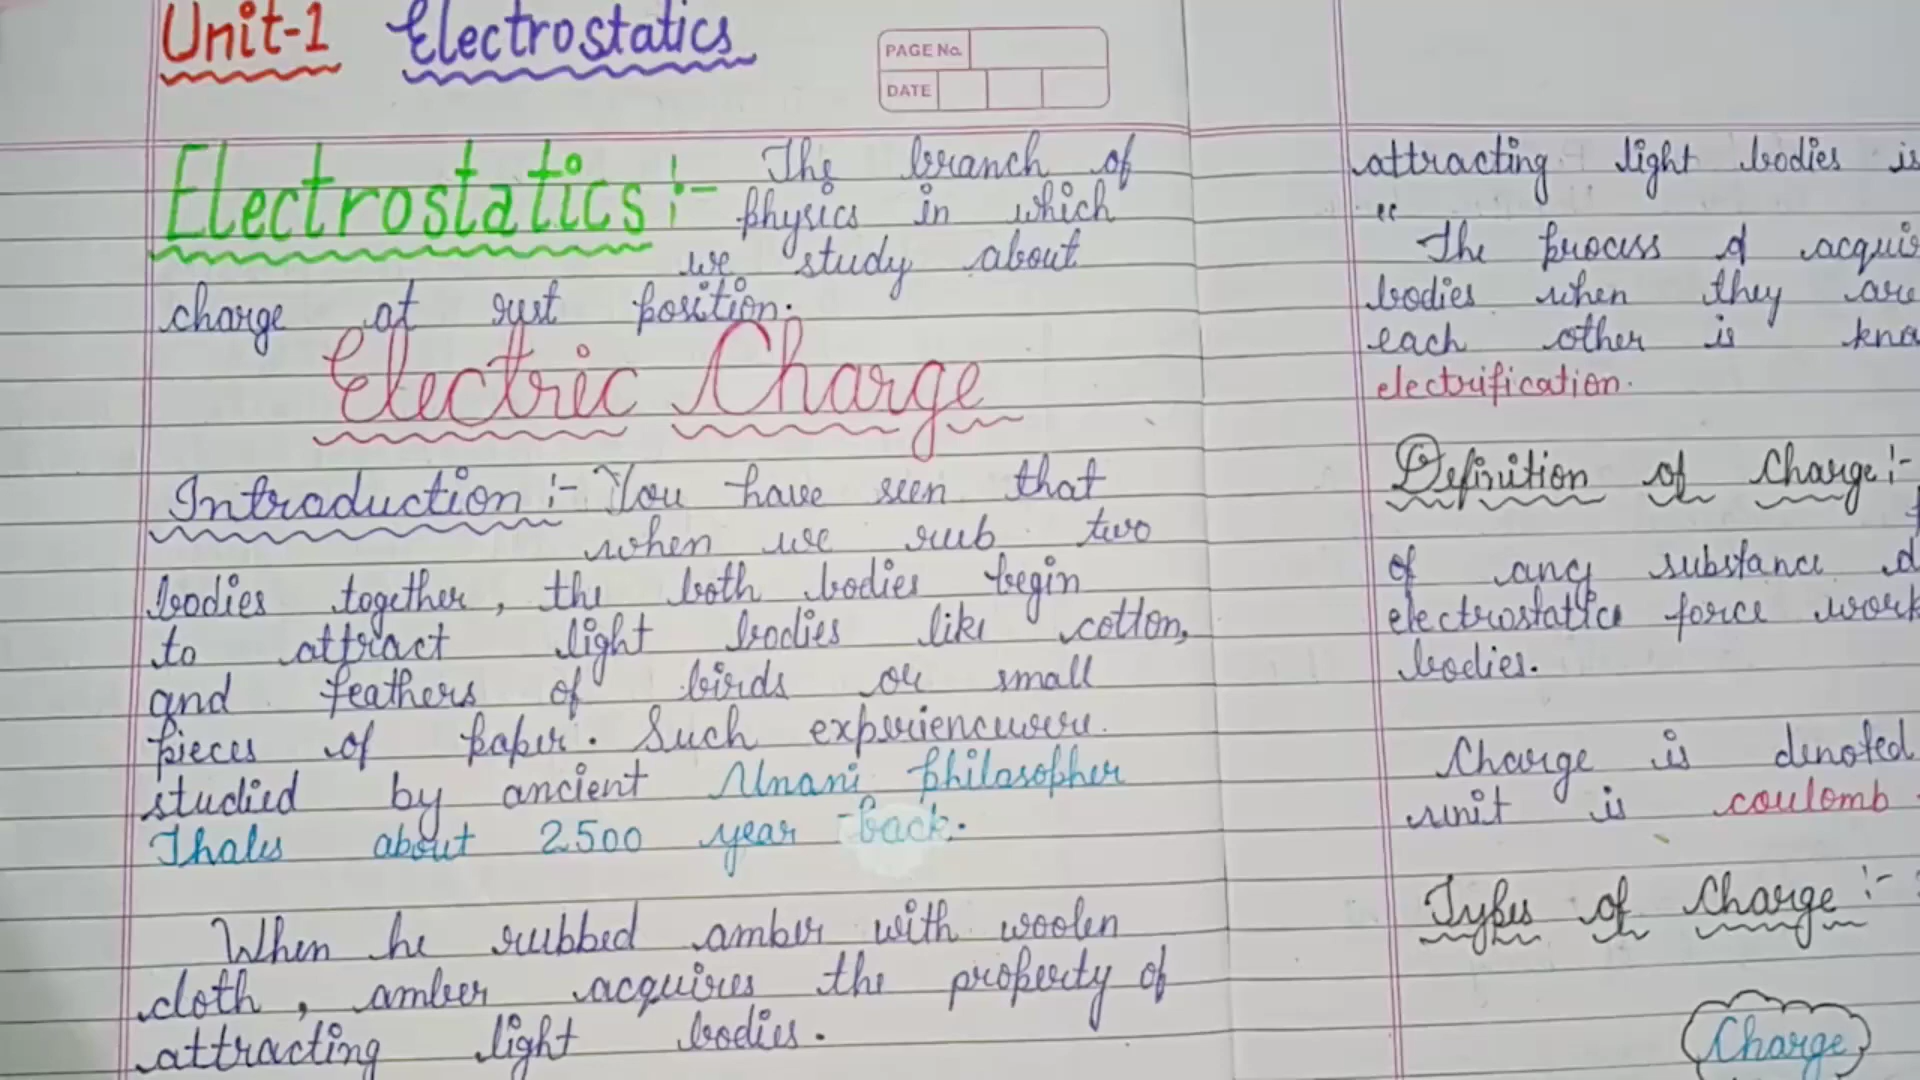 Unit-1 Electrostatics
PAGE No.
DATE
Electrostatics :- The branch of
physics in which
we study about
charge at rest position.
Electric Charge
Introduction :- You have seen that
when we rub two
bodies together, the both bodies begin
to attract light bodies like cotton,
and feathers of birds or small
pieces of paper. Such experiencwere.
studied by ancient Unani philosopher
Thales about 2500 year back.
When he rubbed amber with woolen
cloth, amber acquires the property of
attracting light bodies.
attracting light bodies is
"
The process of acqui
bodies when they are
each other is kno
electrification.
Definition of Charge :-
of any substance d
electrostatics force work
bodies.
Charge is denoted
unit is coulomb
Types of Charge :-
Charge